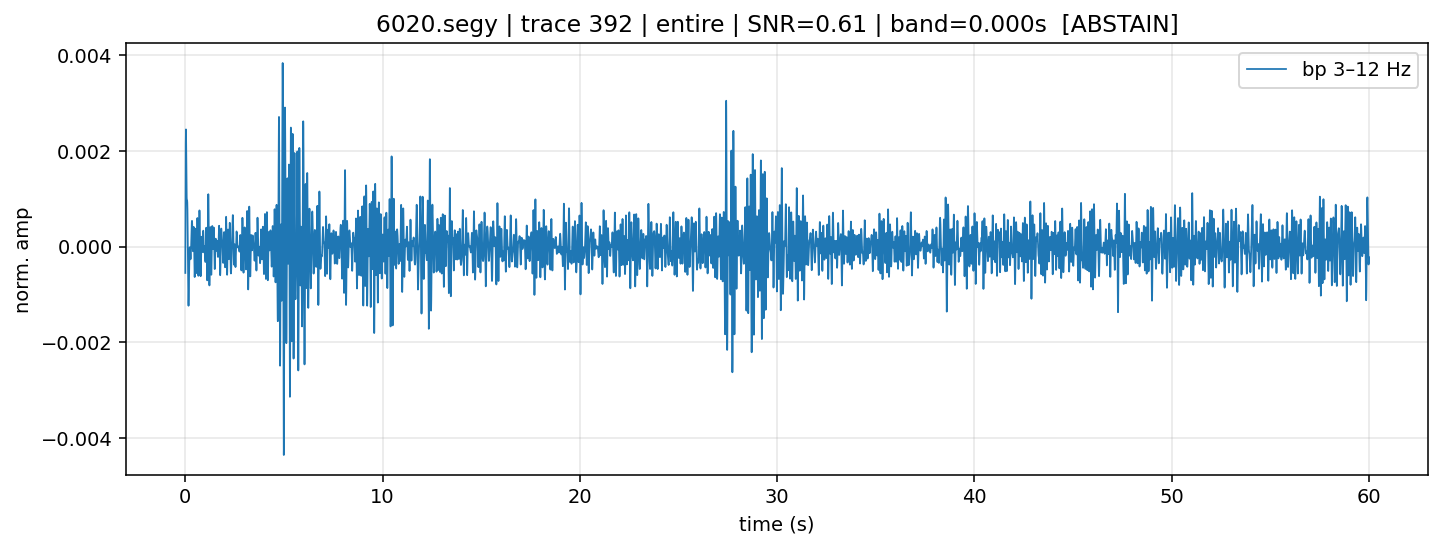 6020.segy | trace 392 | entire | SNR=0.61 | band=0.000s [ABSTAIN]
bp 3–12 Hz
0.004
0.002
0.000
−0.002
−0.004
norm. amp
0 10 20 30 40 50 60
time (s)